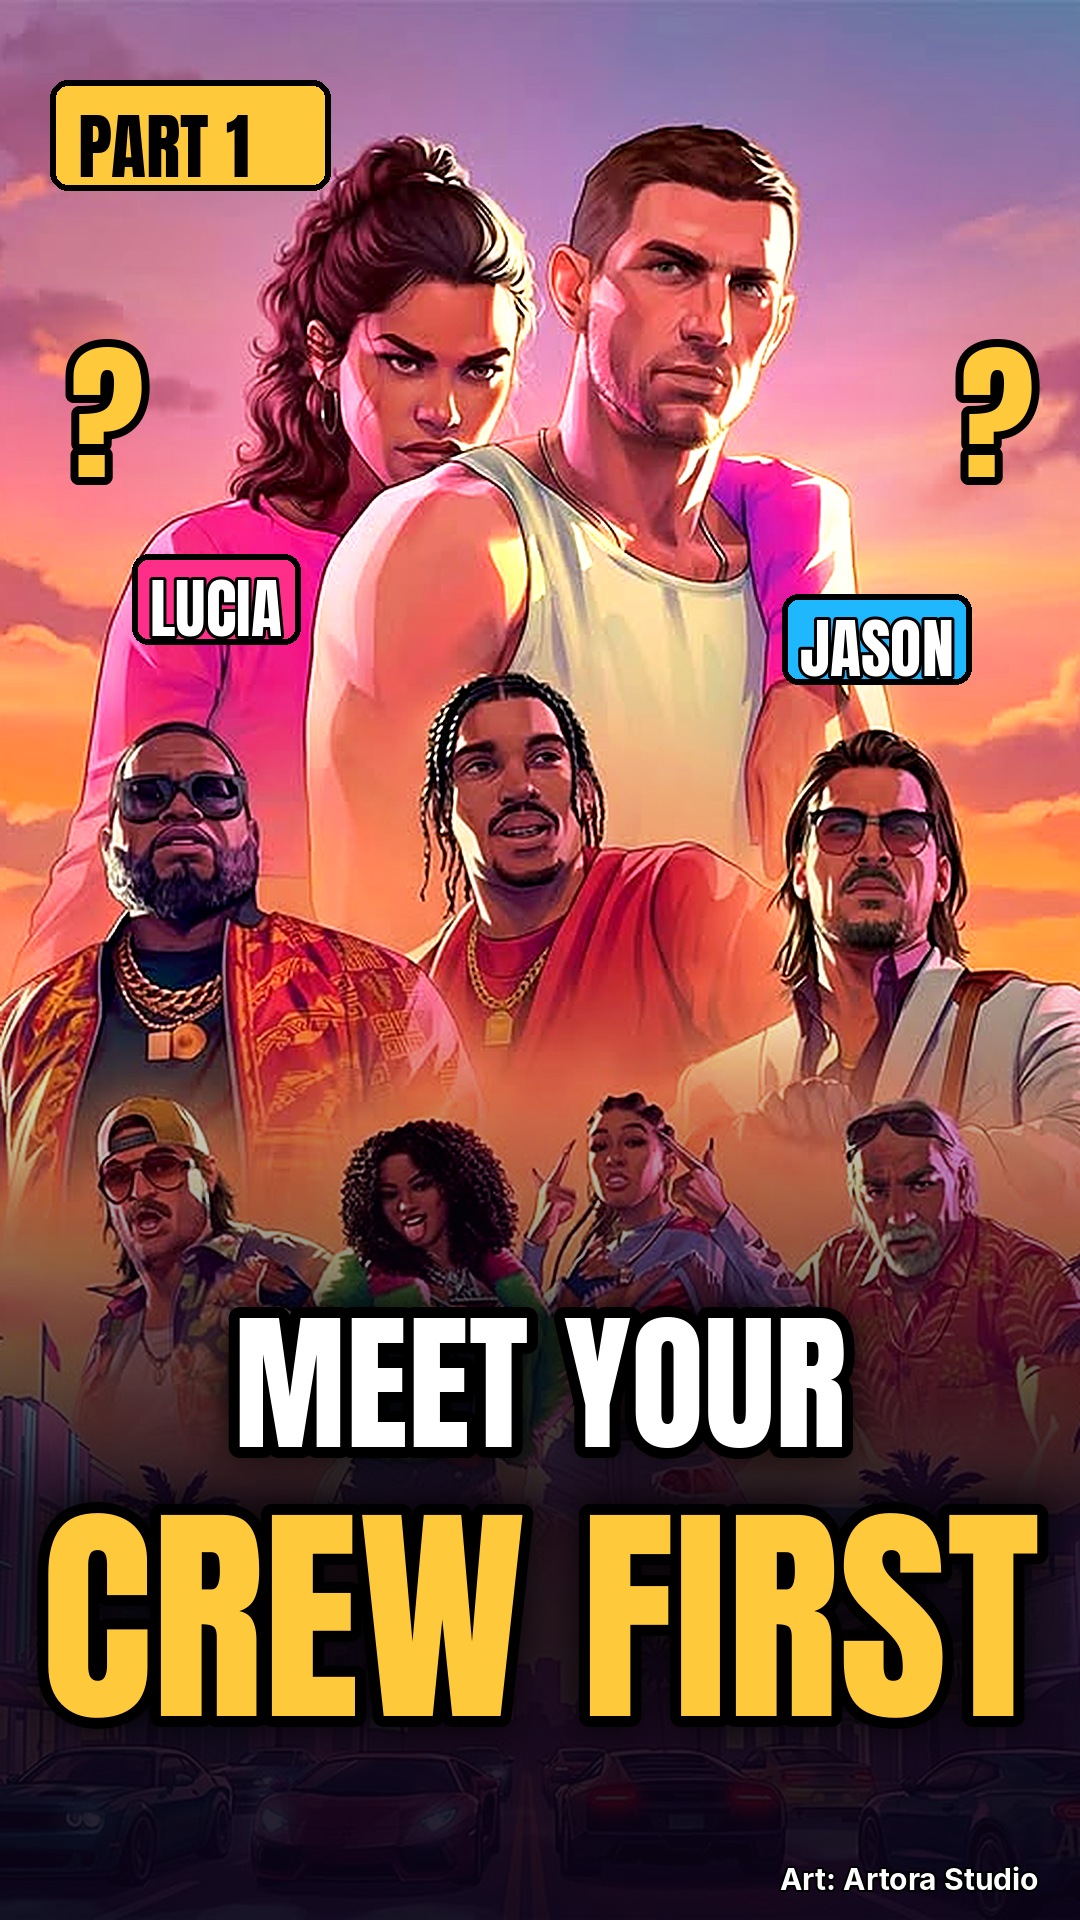 PART 1
?
?
LUCIA
JASON
MEET YOUR
CREW FIRST
Art: Artora Studio